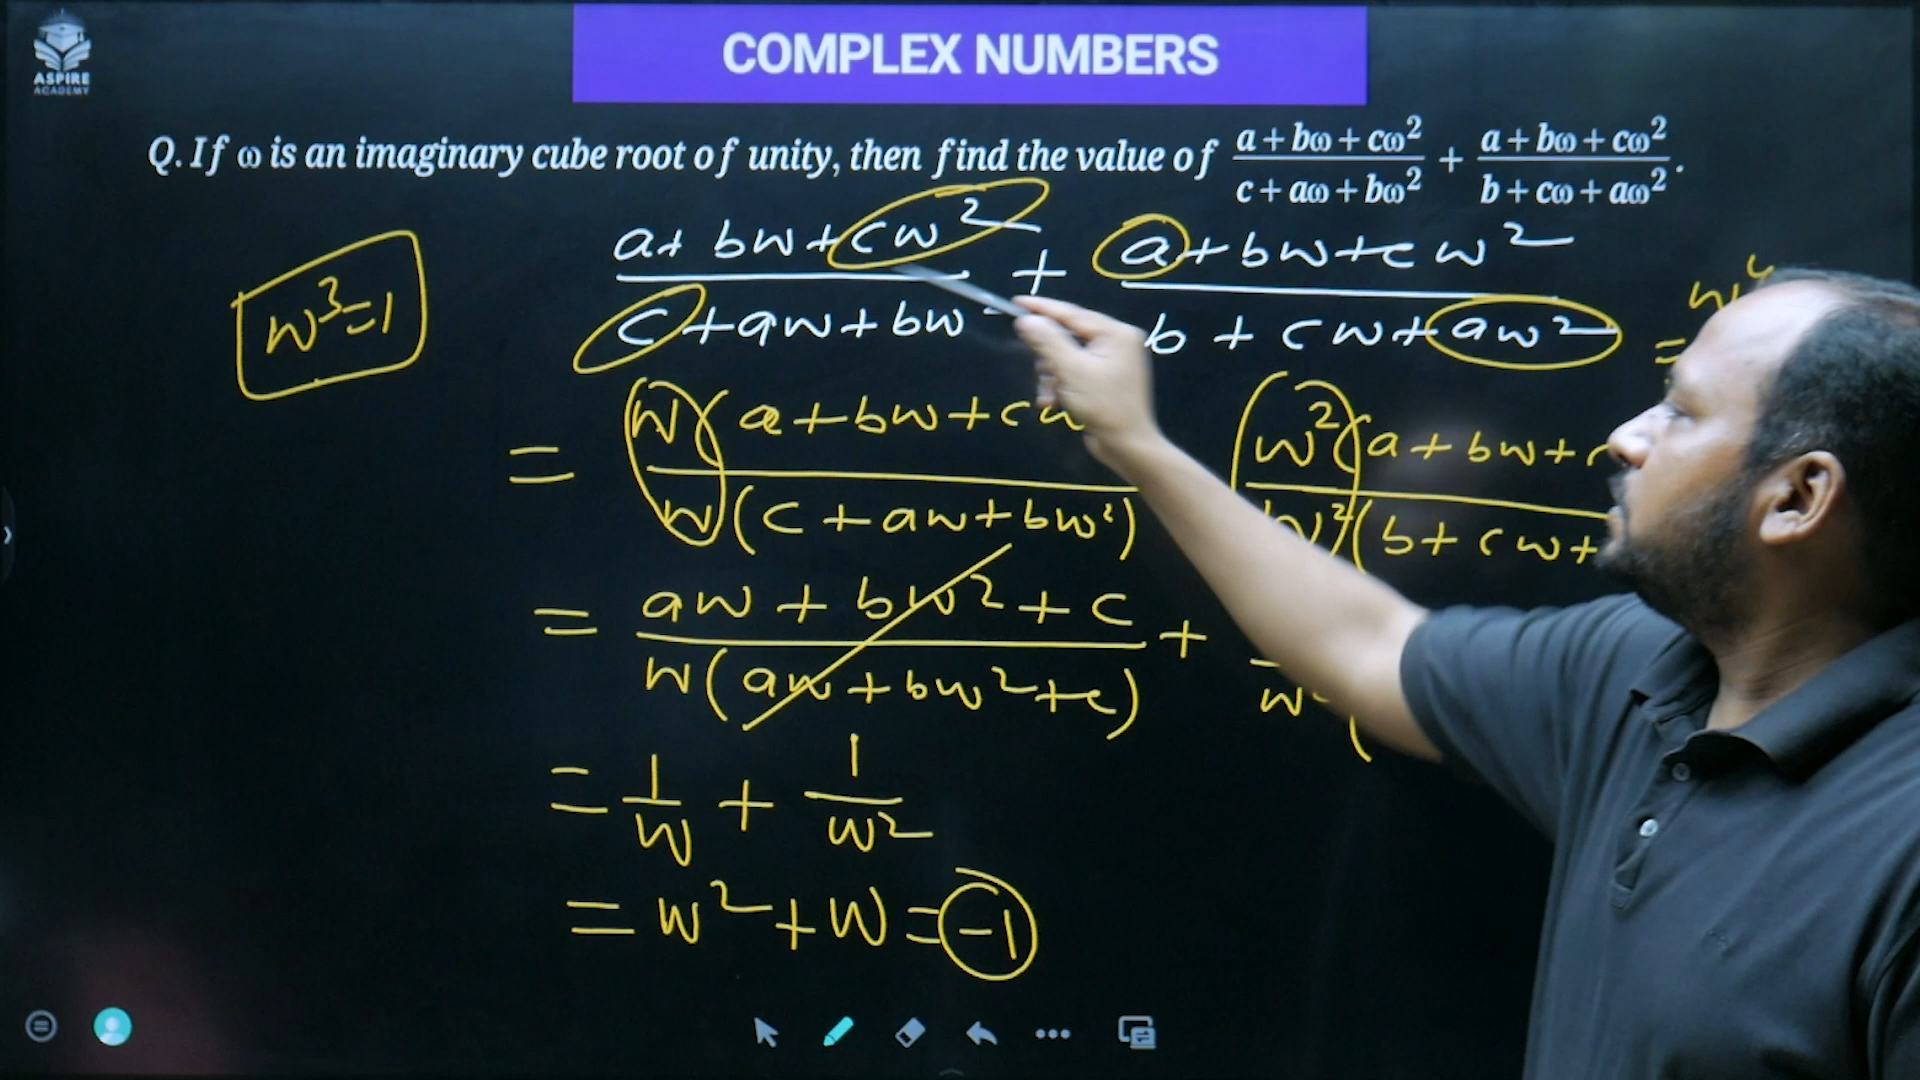 ASPIRE
ACADEMY
COMPLEX NUMBERS
Q. If ω is an imaginary cube root of unity, then find the value of (a + bω + cω²)/(c + aω + bω²) + (a + bω + cω²)/(b + cω + aω²).
w³=1
(a + bw + cw²)/(c + aw + bw) + (a + bw + cw²)/(b + cw + aw²)
=
= w(a + bw + c / w(c + aw + bw²) w²(a + bw + / w²(b + cw +
= (aw + bw² + c)/(w(aw + bw² + c)) +
= 1/w + 1/w²
= w² + w = -1